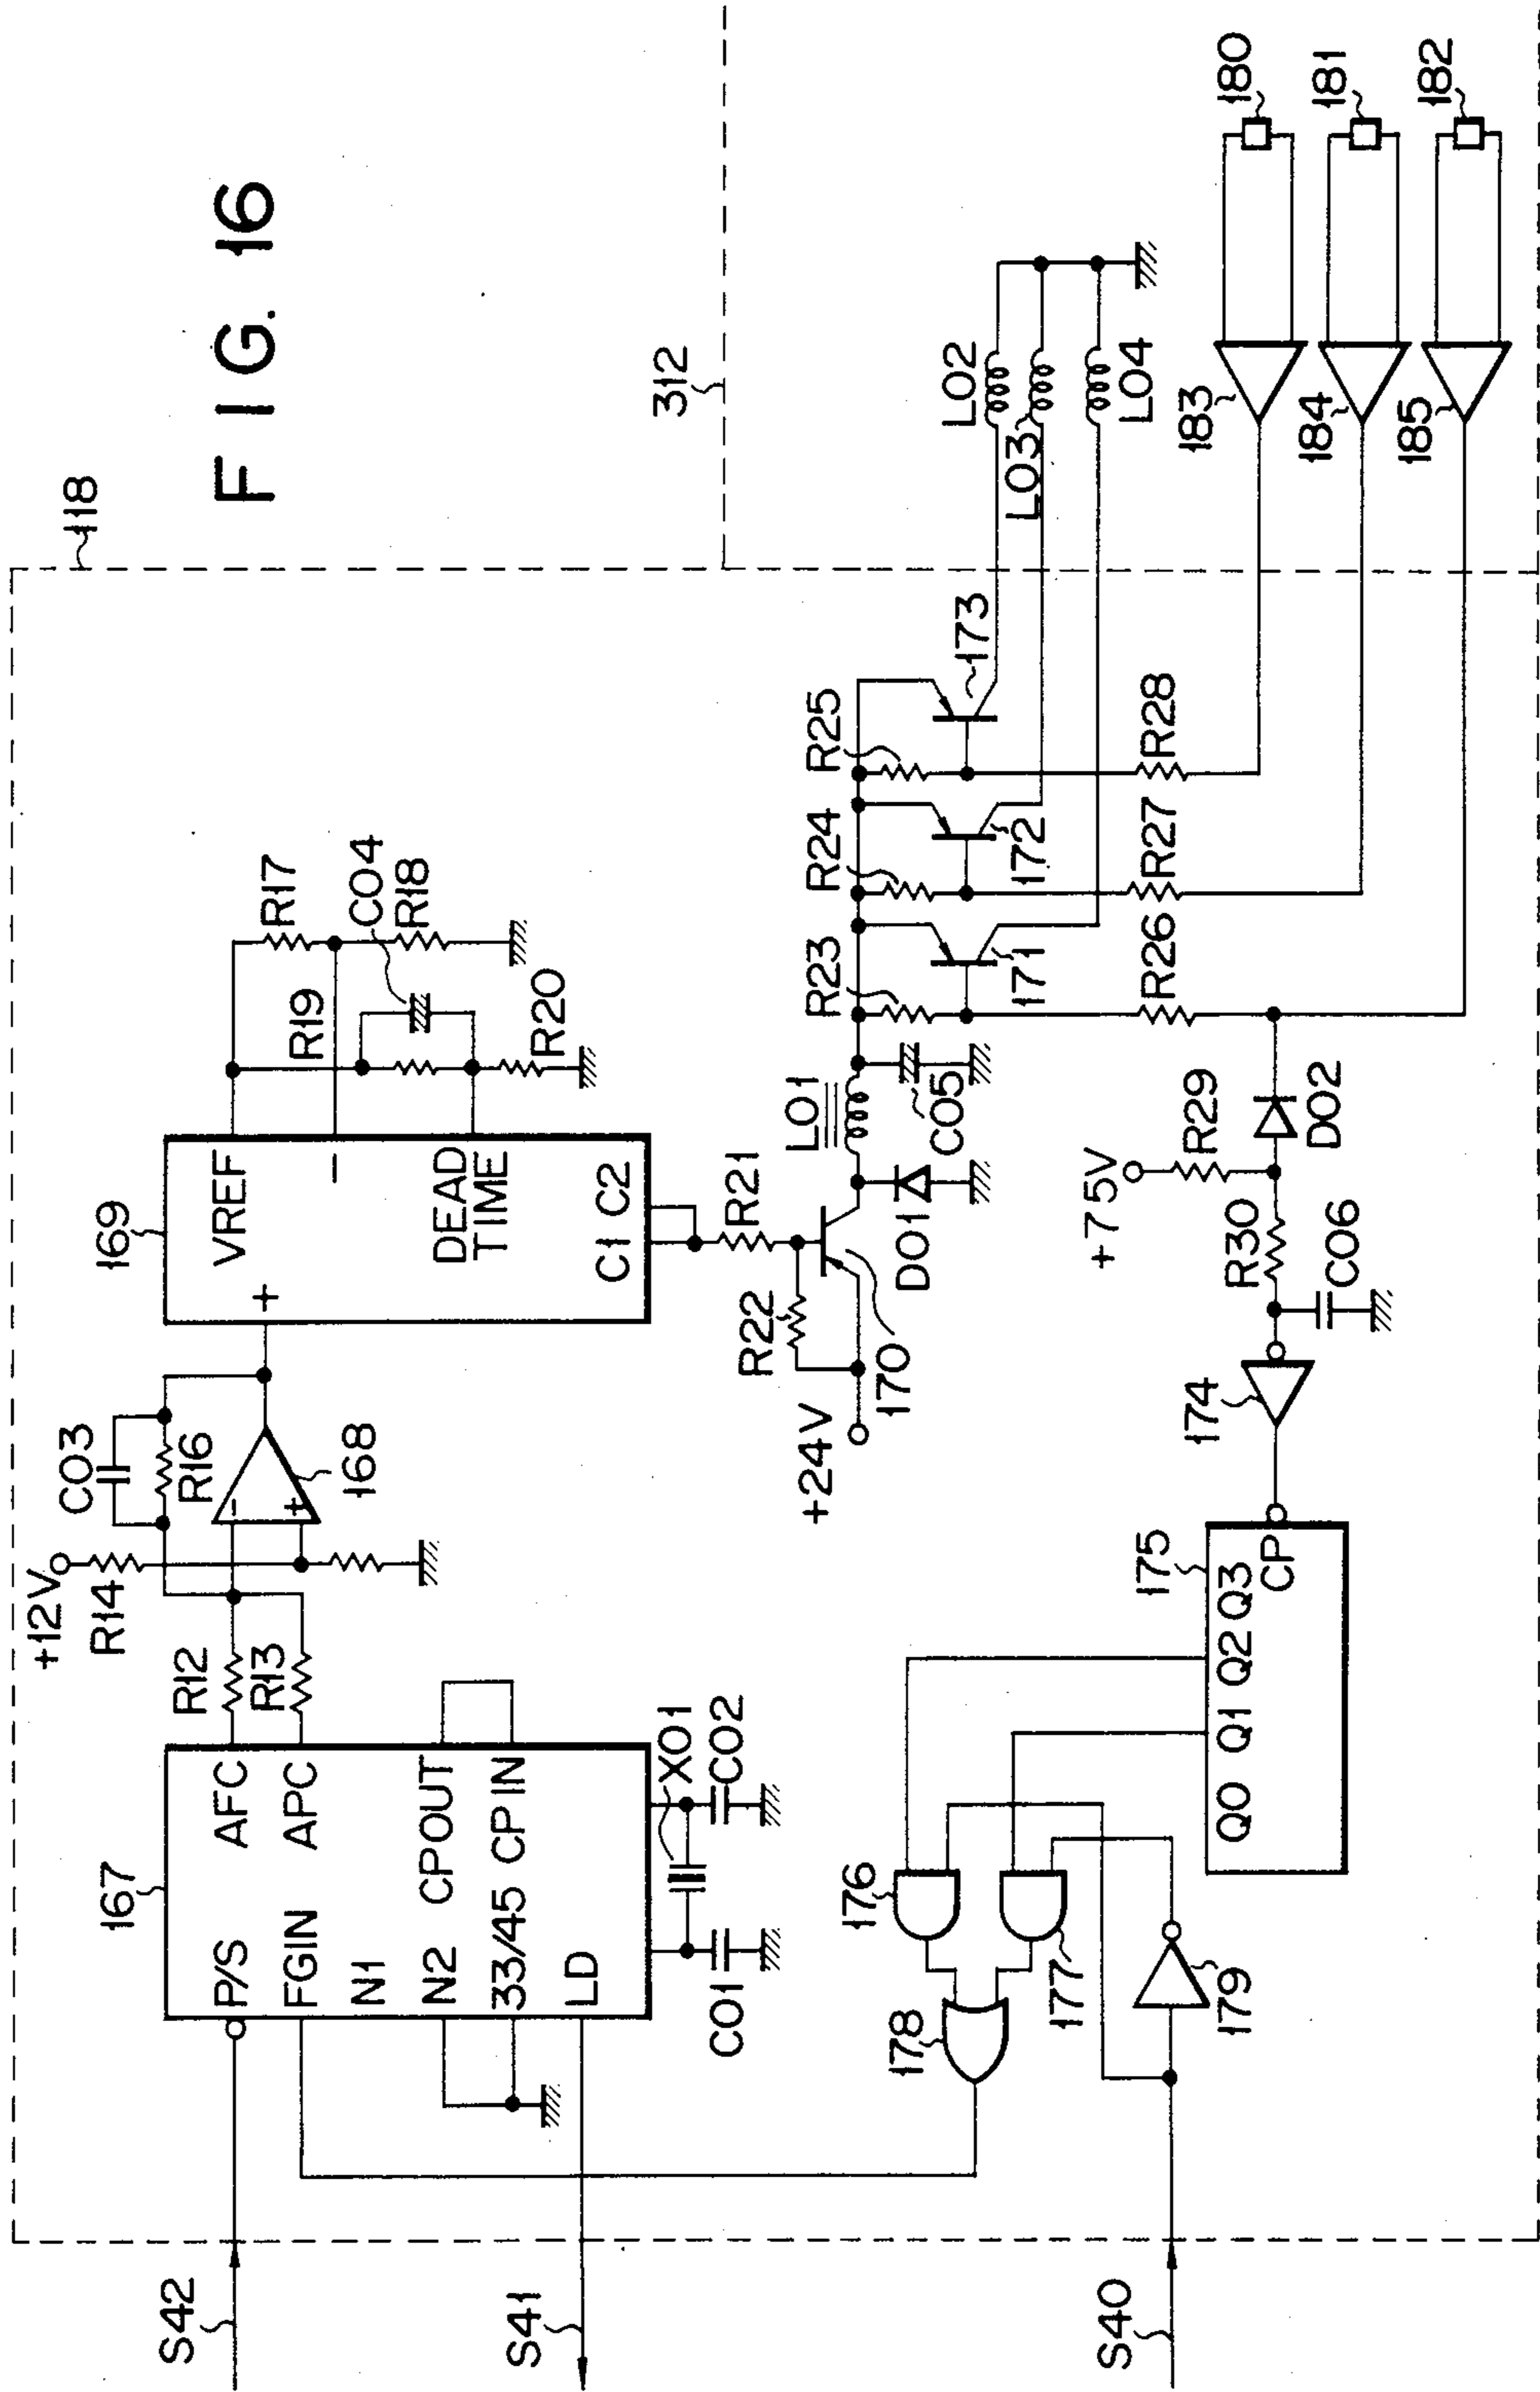 FIG. 16
118
312
S42
S41
S40
167
P/S
FGIN
N1
N2
33/45
LD
AFC
APC
CPOUT
CPIN
X01
C01
C02
R12
R13
+12V
R14
C03
R16
-
+
168
169
+
VREF
-
DEAD
TIME
C1 C2
R17
C04
R18
R19
R20
R21
R22
+24V
170
D01
L01
C05
R23
R24
R25
171
172
173
R26
R27
R28
L02
L03
L04
180
181
182
183
184
185
+75V
R29
R30
D02
C06
174
175
Q0 Q1 Q2 Q3
CP
176
177
178
179